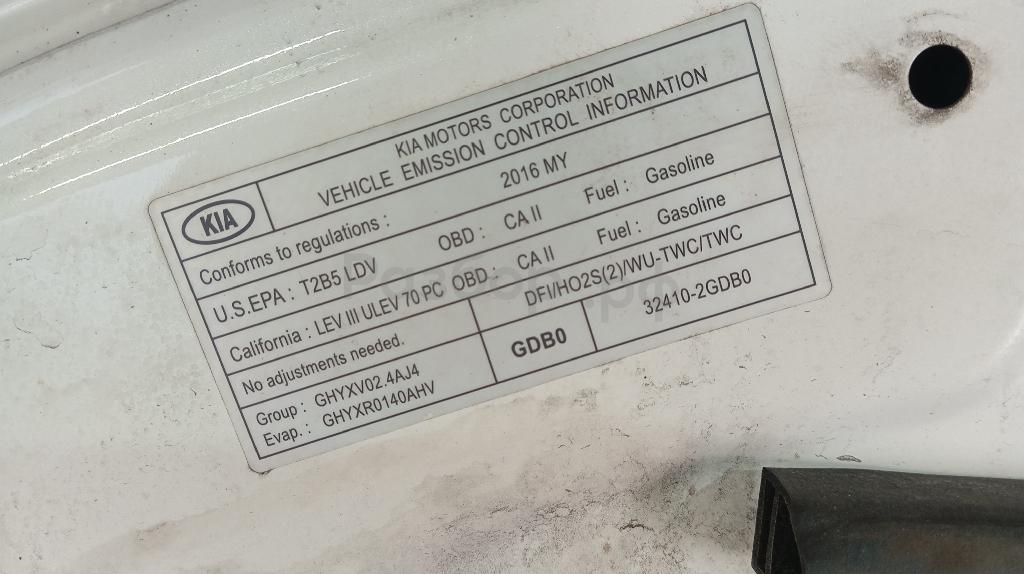 KIA MOTORS CORPORATION
KIA
VEHICLE EMISSION CONTROL INFORMATION
Conforms to regulations : 2016 MY
U.S.EPA : T2B5 LDV OBD : CA II Fuel : Gasoline
California : LEV III ULEV 70 PC OBD : CA II Fuel : Gasoline
No adjustments needed. DFI/HO2S(2)/WU-TWC/TWC
Group : GHYXV02.4AJ4 GDB0 32410-2GDB0
Evap. : GHYXR0140AHV
Разбор.рф